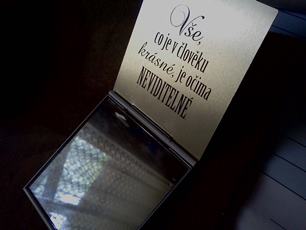 Vše,
co je v člověku
krásné, je očima
NEVIDITELNÉ